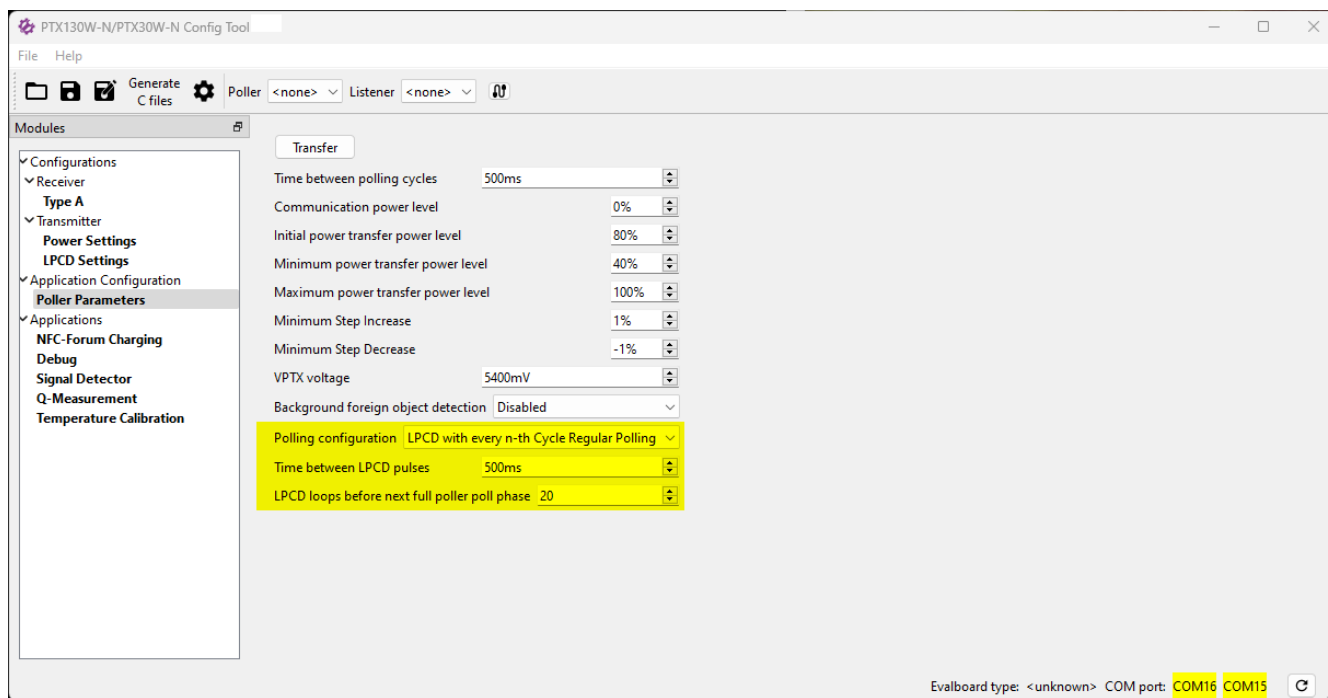 PTX130W-N/PTX30W-N Config Tool
File Help
Generate C files Poller <none> Listener <none>
Modules
Configurations
Receiver
Type A
Transmitter
Power Settings
LPCD Settings
Application Configuration
Poller Parameters
Applications
NFC-Forum Charging
Debug
Signal Detector
Q-Measurement
Temperature Calibration
Transfer
Time between polling cycles 500ms
Communication power level 0%
Initial power transfer power level 80%
Minimum power transfer power level 40%
Maximum power transfer power level 100%
Minimum Step Increase 1%
Minimum Step Decrease -1%
VPTX voltage 5400mV
Background foreign object detection Disabled
Polling configuration LPCD with every n-th Cycle Regular Polling
Time between LPCD pulses 500ms
LPCD loops before next full poller poll phase 20
Evalboard type: <unknown> COM port: COM16 COM15